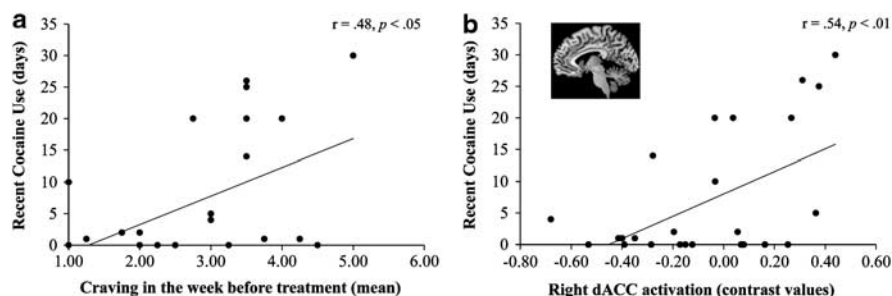 a
r = .48, p < .05
Recent Cocaine Use (days)
35
30
25
20
15
10
5
0
1.00 2.00 3.00 4.00 5.00 6.00
Craving in the week before treatment (mean)
b
r = .54, p < .01
Recent Cocaine Use (days)
35
30
25
20
15
10
5
0
-0.80 -0.60 -0.40 -0.20 0.00 0.20 0.40 0.60
Right dACC activation (contrast values)